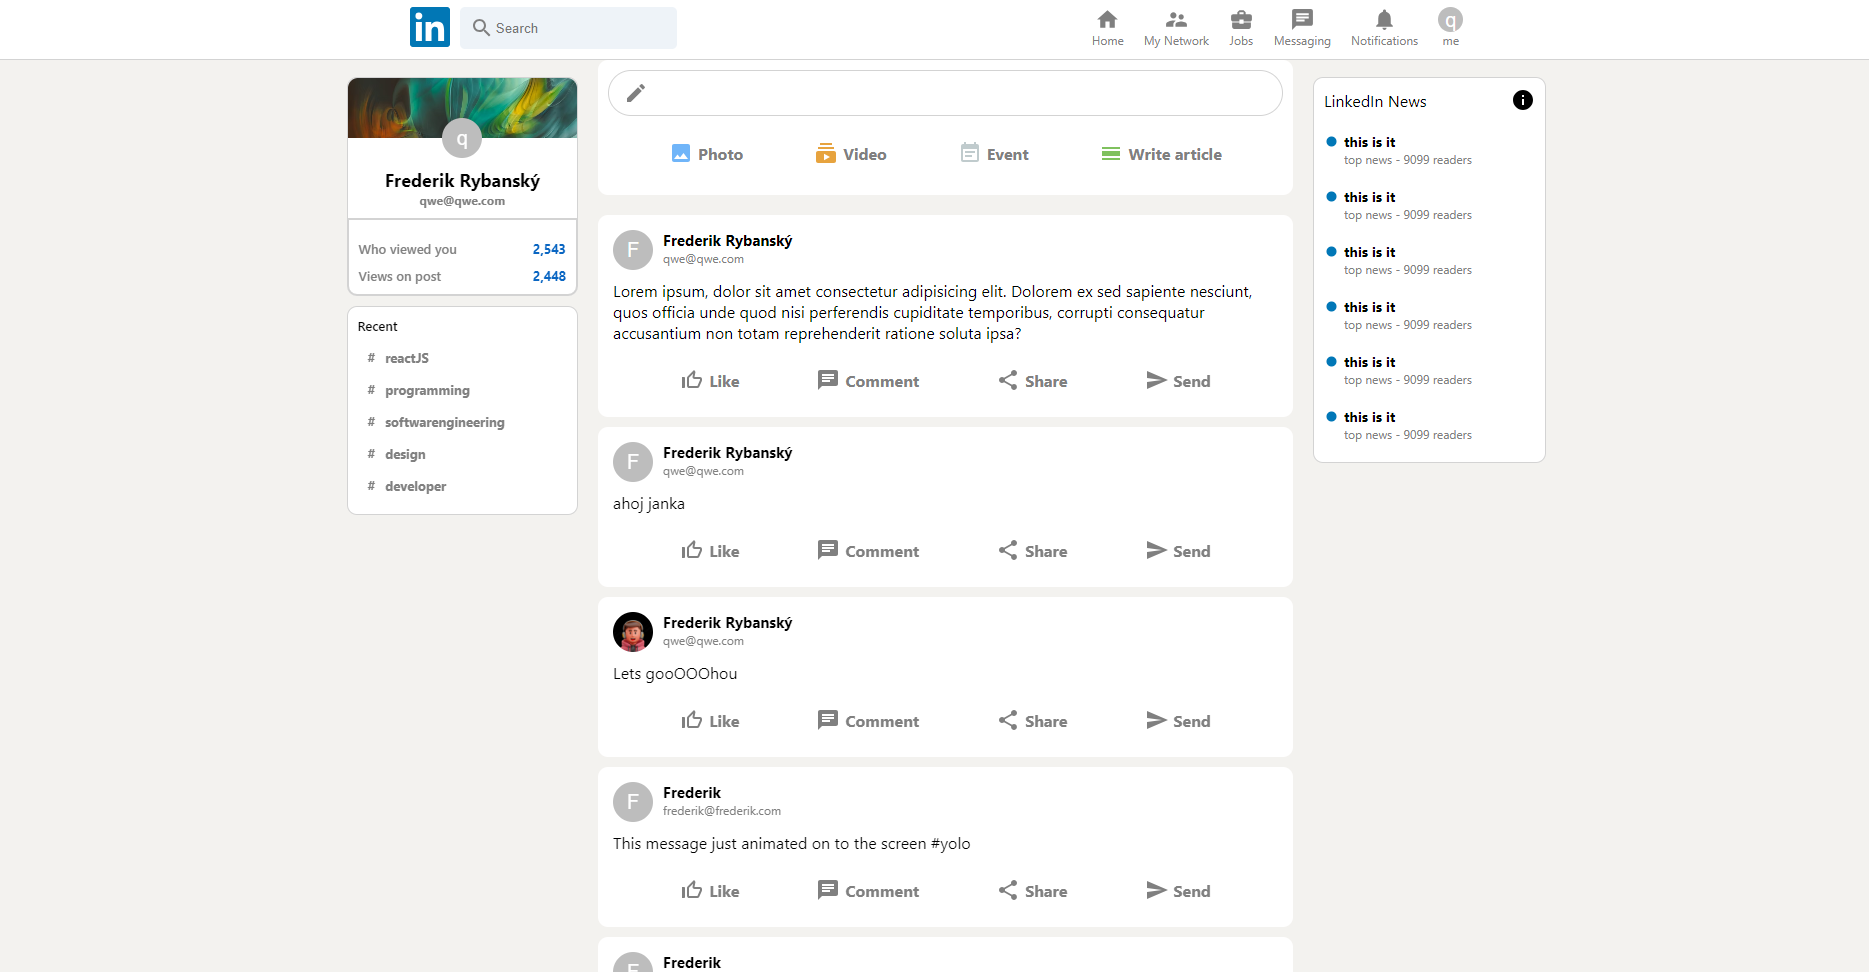 in Search
Home
My Network
Jobs
Messaging
Notifications
q
me
q
Frederik Rybanský
qwe@qwe.com
Who viewed you 2,543
Views on post 2,448
Recent
# reactJS
# programming
# softwarengineering
# design
# developer
Photo Video Event Write article
F Frederik Rybanský
qwe@qwe.com
Lorem ipsum, dolor sit amet consectetur adipisicing elit. Dolorem ex sed sapiente nesciunt,
quos officia unde quod nisi perferendis cupiditate temporibus, corrupti consequatur
accusantium non totam reprehenderit ratione soluta ipsa?
Like Comment Share Send
F Frederik Rybanský
qwe@qwe.com
ahoj janka
Like Comment Share Send
Frederik Rybanský
qwe@qwe.com
Lets gooOOOhou
Like Comment Share Send
F Frederik
frederik@frederik.com
This message just animated on to the screen #yolo
Like Comment Share Send
F Frederik
LinkedIn News
this is it
top news - 9099 readers
this is it
top news - 9099 readers
this is it
top news - 9099 readers
this is it
top news - 9099 readers
this is it
top news - 9099 readers
this is it
top news - 9099 readers